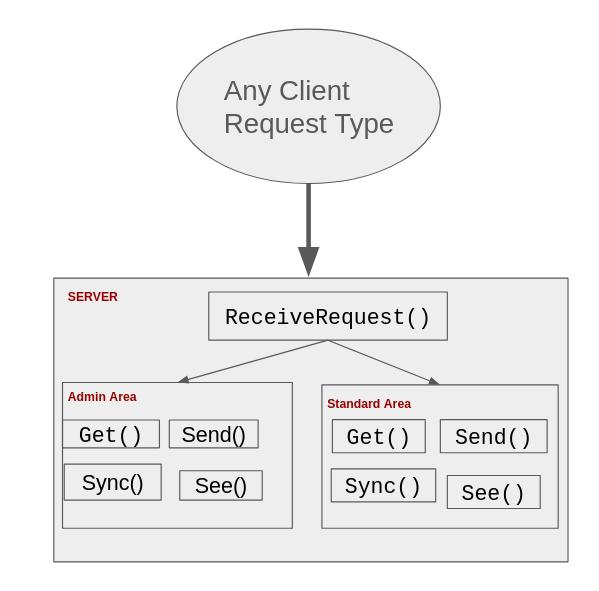 Any Client
Request Type
SERVER
ReceiveRequest()
Admin Area
Get()
Send()
Sync()
See()
Standard Area
Get()
Send()
Sync()
See()